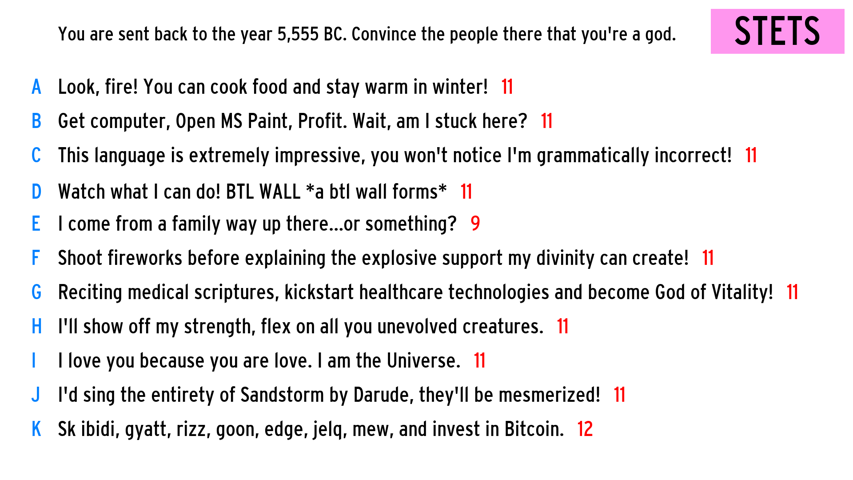 You are sent back to the year 5,555 BC. Convince the people there that you're a god.
STETS
A Look, fire! You can cook food and stay warm in winter! 11
B Get computer, Open MS Paint, Profit. Wait, am I stuck here? 11
C This language is extremely impressive, you won't notice I'm grammatically incorrect! 11
D Watch what I can do! BTL WALL *a btl wall forms* 11
E I come from a family way up there...or something? 9
F Shoot fireworks before explaining the explosive support my divinity can create! 11
G Reciting medical scriptures, kickstart healthcare technologies and become God of Vitality! 11
H I'll show off my strength, flex on all you unevolved creatures. 11
I I love you because you are love. I am the Universe. 11
J I'd sing the entirety of Sandstorm by Darude, they'll be mesmerized! 11
K Sk ibidi, gyatt, rizz, goon, edge, jelq, mew, and invest in Bitcoin. 12